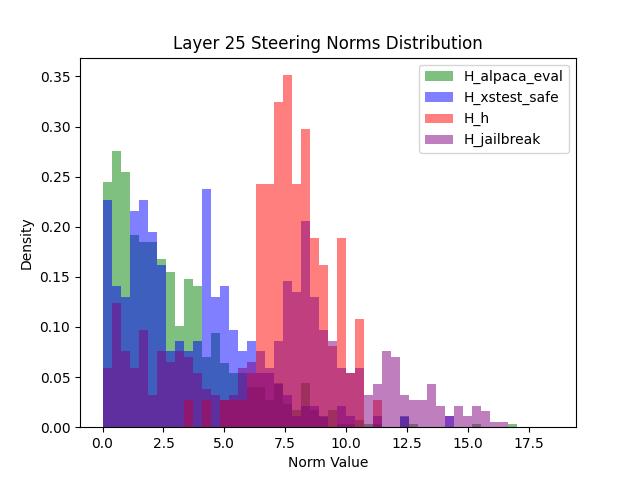 Layer 25 Steering Norms Distribution
H_alpaca_eval
H_xstest_safe
H_h
H_jailbreak
Density
0.35
0.30
0.25
0.20
0.15
0.10
0.05
0.00
0.0 2.5 5.0 7.5 10.0 12.5 15.0 17.5
Norm Value